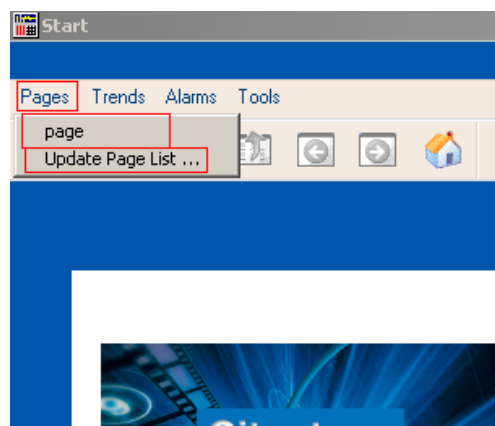 Start
Pages Trends Alarms Tools
page
Update Page List ...